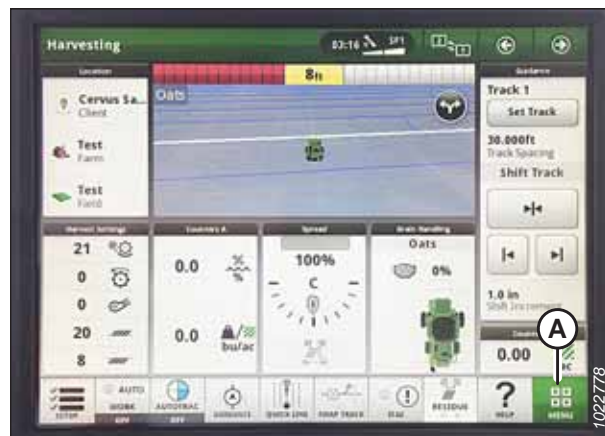 Harvesting
03:16
SF1
Location
Cervus Sa...
Client
Test
Farm
Test
Field
8ft
Oats
Guidance
Track 1
Set Track
30.000ft
Track Spacing
Shift Track
1.0 in
Shift Increment
Harvest Settings
21
0
0
20
8
0.0
%
%
0.0
bu/ac
Spread
100%
C
Grain Handling
Oats
0%
0.00
A
SETUP
AUTO
WORK
OFF
AUTOTRAC
OFF
GUIDANCE
QUICK LINE
SWAP TRACK
RESIDUE
HELP
MENU
1022778